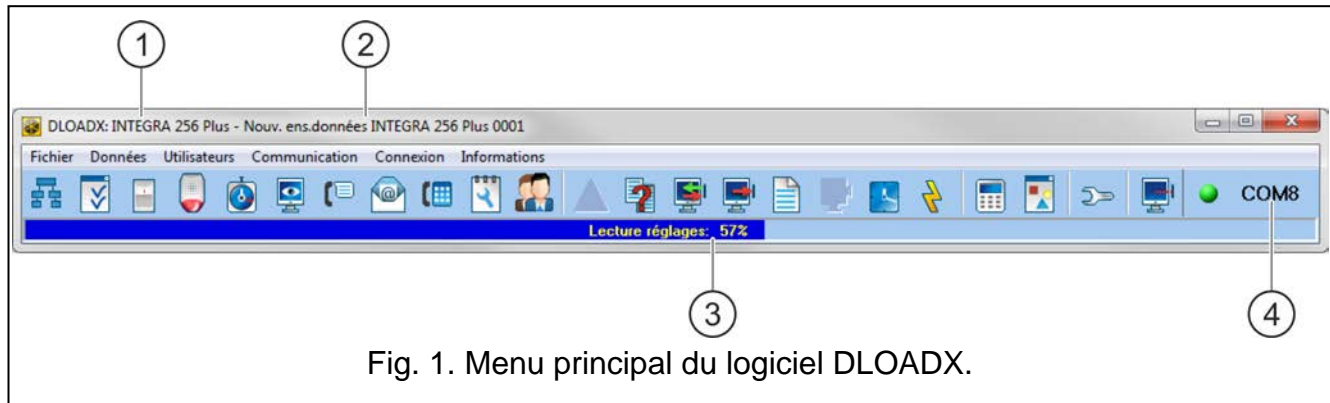 1 2
DLOADX: INTEGRA 256 Plus - Nouv. ens.données INTEGRA 256 Plus 0001
Fichier Données Utilisateurs Communication Connexion Informations
COM8
Lecture réglages: 57%
3 4
Fig. 1. Menu principal du logiciel DLOADX.